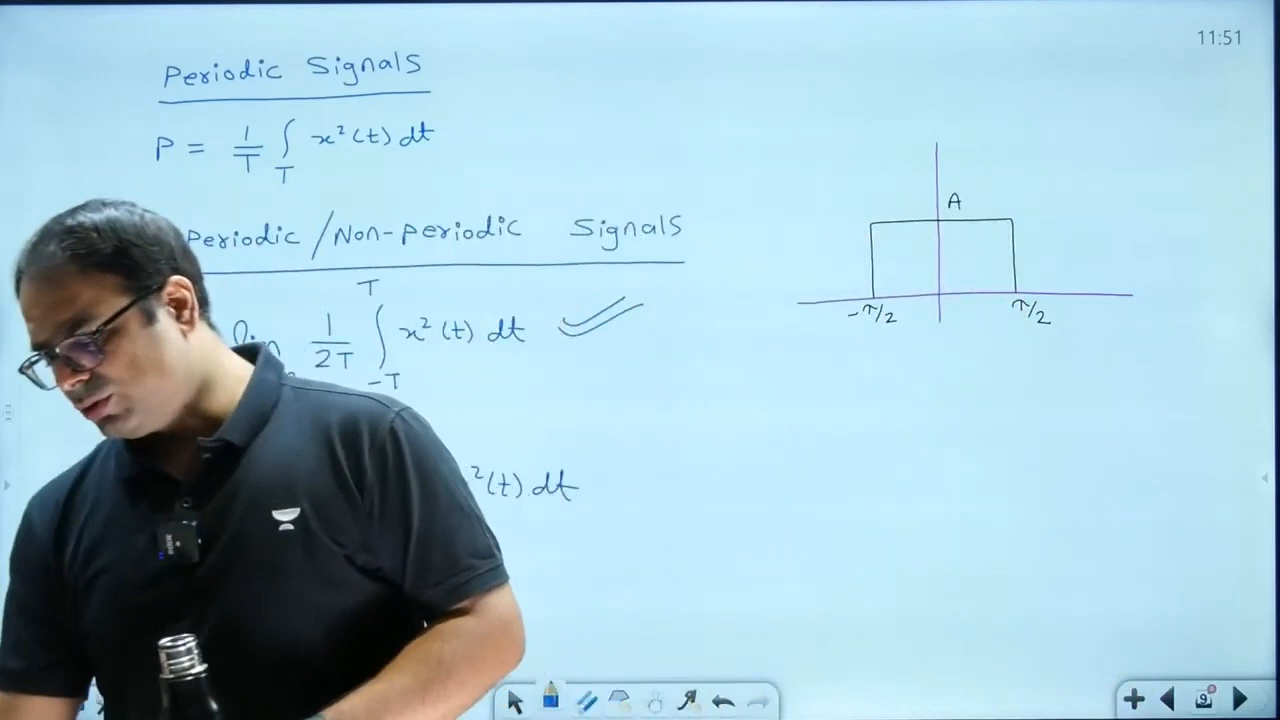 11:51
Periodic Signals
P = 1/T ∫_T x²(t) dt
Periodic / Non-periodic Signals
1/2T ∫_{-T}^{T} x²(t) dt
²(t) dt
A
-T/2
T/2
9